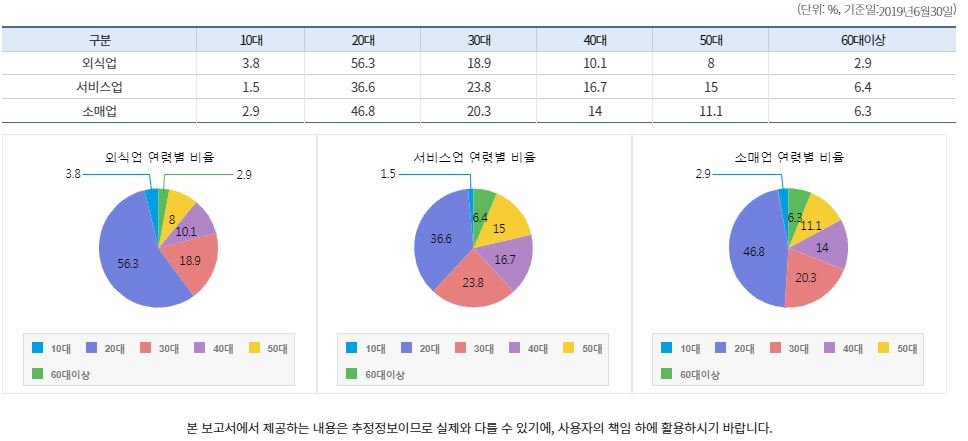 (단위: %, 기준일:2019년6월30일)
구분 10대 20대 30대 40대 50대 60대이상
외식업 3.8 56.3 18.9 10.1 8 2.9
서비스업 1.5 36.6 23.8 16.7 15 6.4
소매업 2.9 46.8 20.3 14 11.1 6.3
외식업 연령별 비율
3.8
2.9
8
10.1
56.3
18.9
10대 20대 30대 40대 50대
60대이상
서비스업 연령별 비율
1.5
6.4
15
36.6
16.7
23.8
10대 20대 30대 40대 50대
60대이상
소매업 연령별 비율
2.9
6.3
11.1
46.8
14
20.3
10대 20대 30대 40대 50대
60대이상
본 보고서에서 제공하는 내용은 추정정보이므로 실제와 다를 수 있기에, 사용자의 책임 하에 활용하시기 바랍니다.